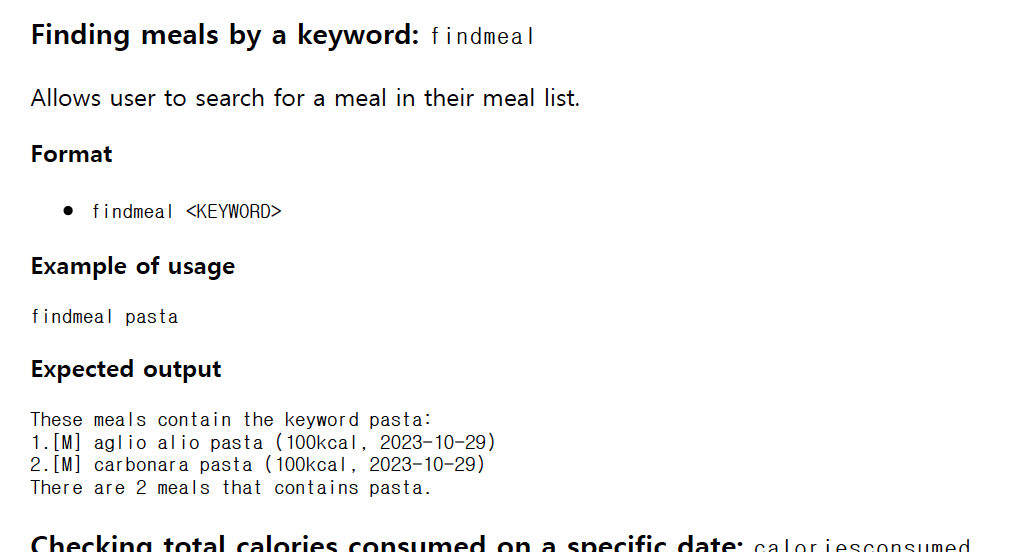 Finding meals by a keyword: findmeal
Allows user to search for a meal in their meal list.
Format
• findmeal <KEYWORD>
Example of usage
findmeal pasta
Expected output
These meals contain the keyword pasta:
1.[M] aglio alio pasta (100kcal, 2023-10-29)
2.[M] carbonara pasta (100kcal, 2023-10-29)
There are 2 meals that contains pasta.
Checking total calories consumed on a specific date: caloriesconsumed